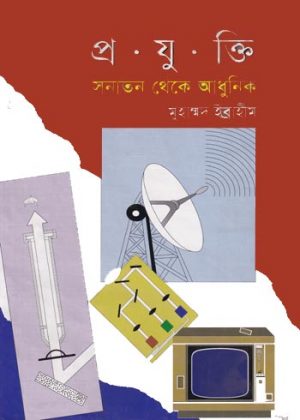 প্র · যু · ক্তি
সনাতন থেকে আধুনিক
মুহাম্মদ ইব্রাহীম